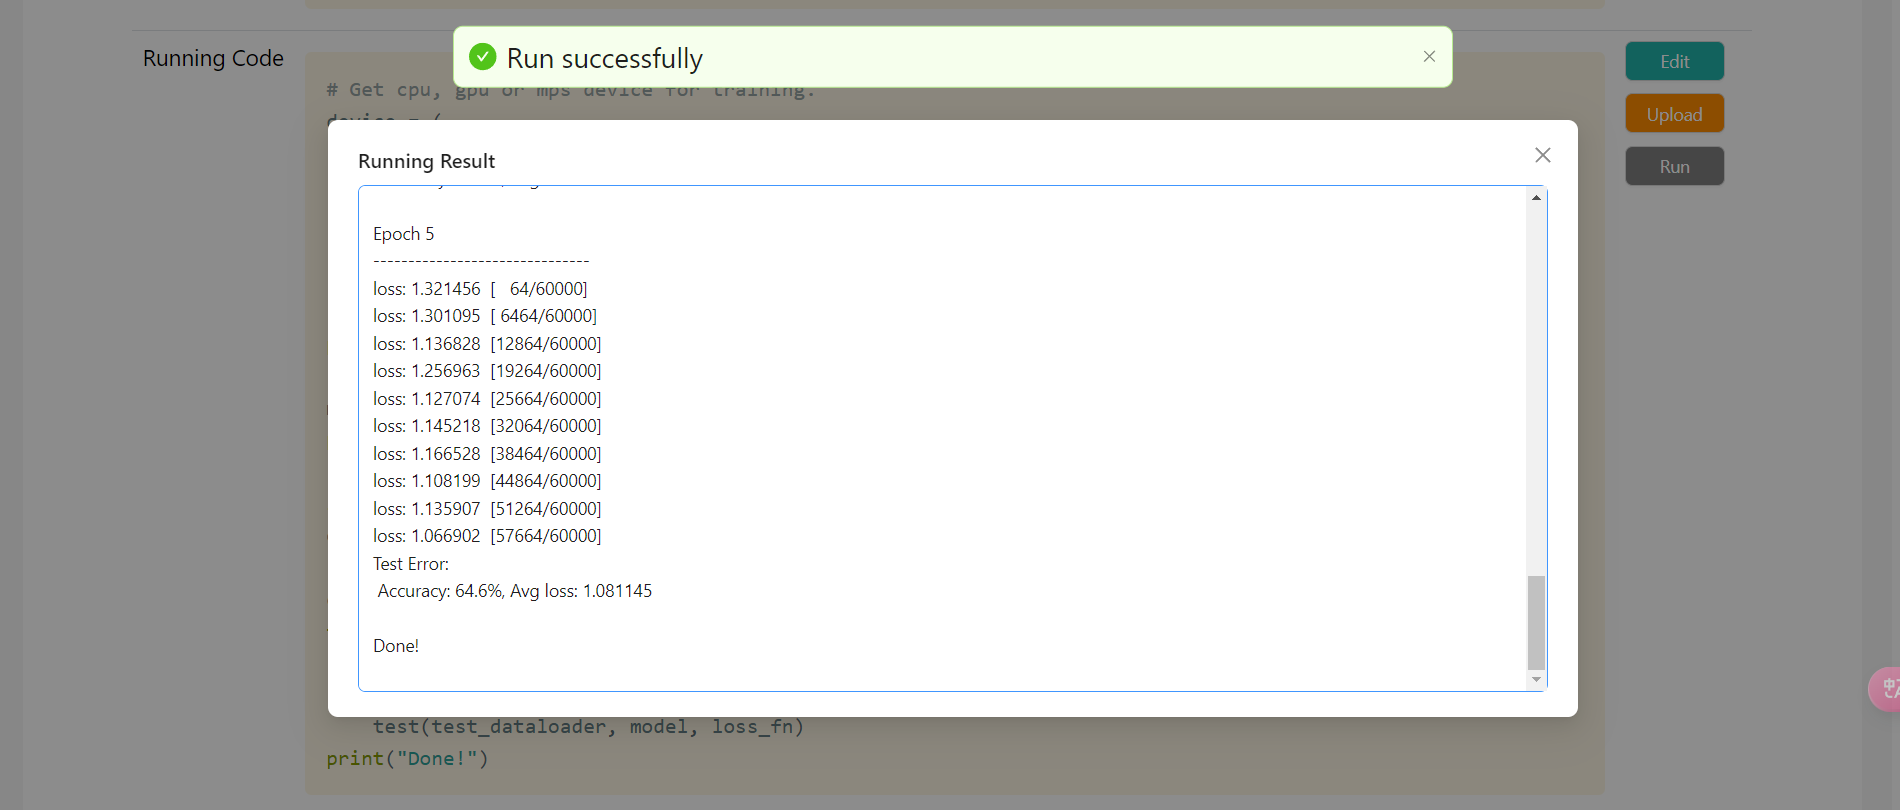 Run successfully
Running Code
# Get cpu, gpu or mps device for training.
device = (
Edit
Upload
Run
Running Result
Epoch 5
-------------------------------
loss: 1.321456  [   64/60000]
loss: 1.301095  [ 6464/60000]
loss: 1.136828  [12864/60000]
loss: 1.256963  [19264/60000]
loss: 1.127074  [25664/60000]
loss: 1.145218  [32064/60000]
loss: 1.166528  [38464/60000]
loss: 1.108199  [44864/60000]
loss: 1.135907  [51264/60000]
loss: 1.066902  [57664/60000]
Test Error:
Accuracy: 64.6%, Avg loss: 1.081145
Done!
test(test_dataloader, model, loss_fn)
print("Done!")